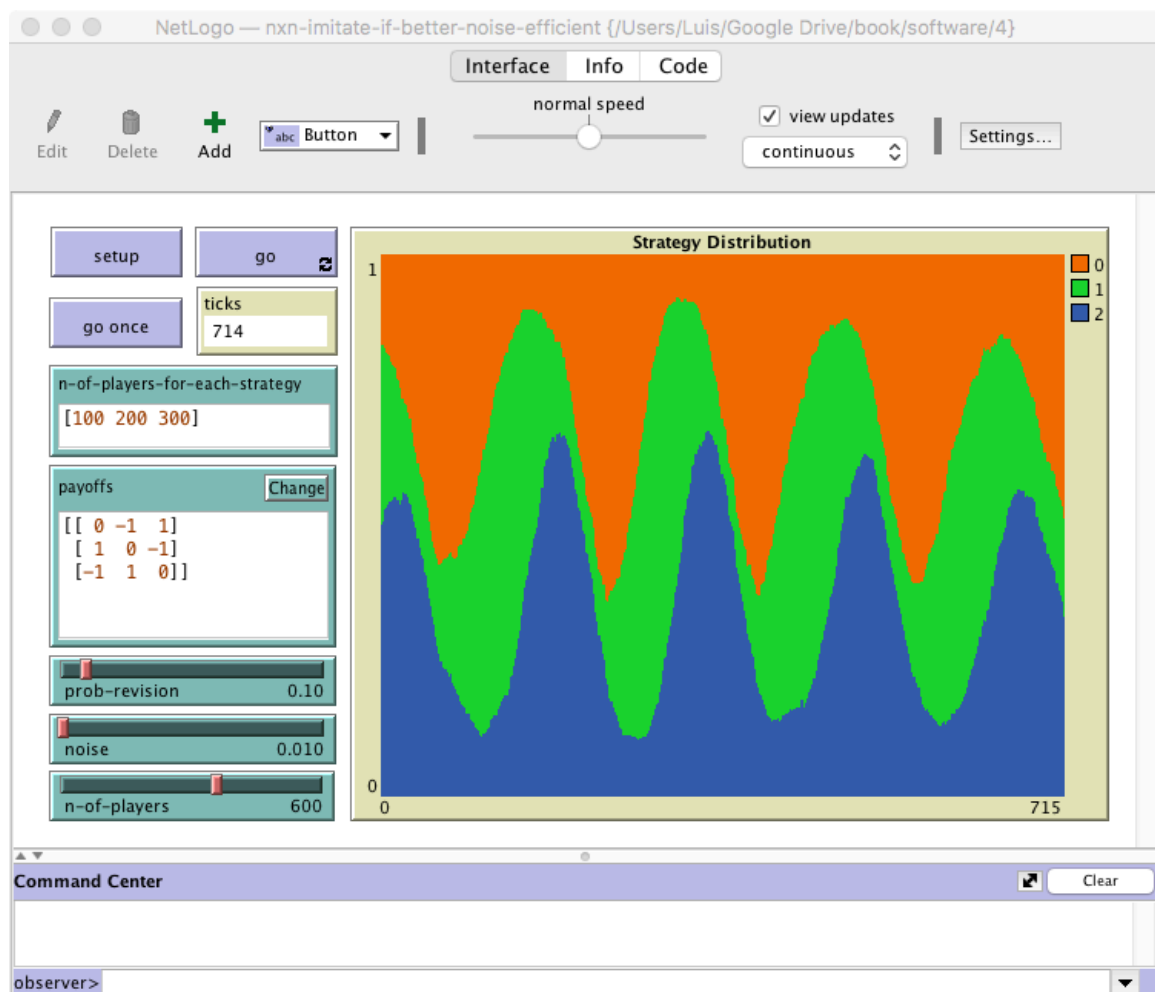 NetLogo — nxn-imitate-if-better-noise-efficient {/Users/Luis/Google Drive/book/software/4}
Interface Info Code
normal speed
view updates
Edit Delete Add abc Button continuous Settings...
setup go
go once
ticks
714
n-of-players-for-each-strategy
[100 200 300]
payoffs Change
[[ 0 -1 1]
[ 1 0 -1]
[-1 1 0]]
prob-revision 0.10
noise 0.010
n-of-players 600
Strategy Distribution
1
0
0 715
0
1
2
Command Center Clear
observer>